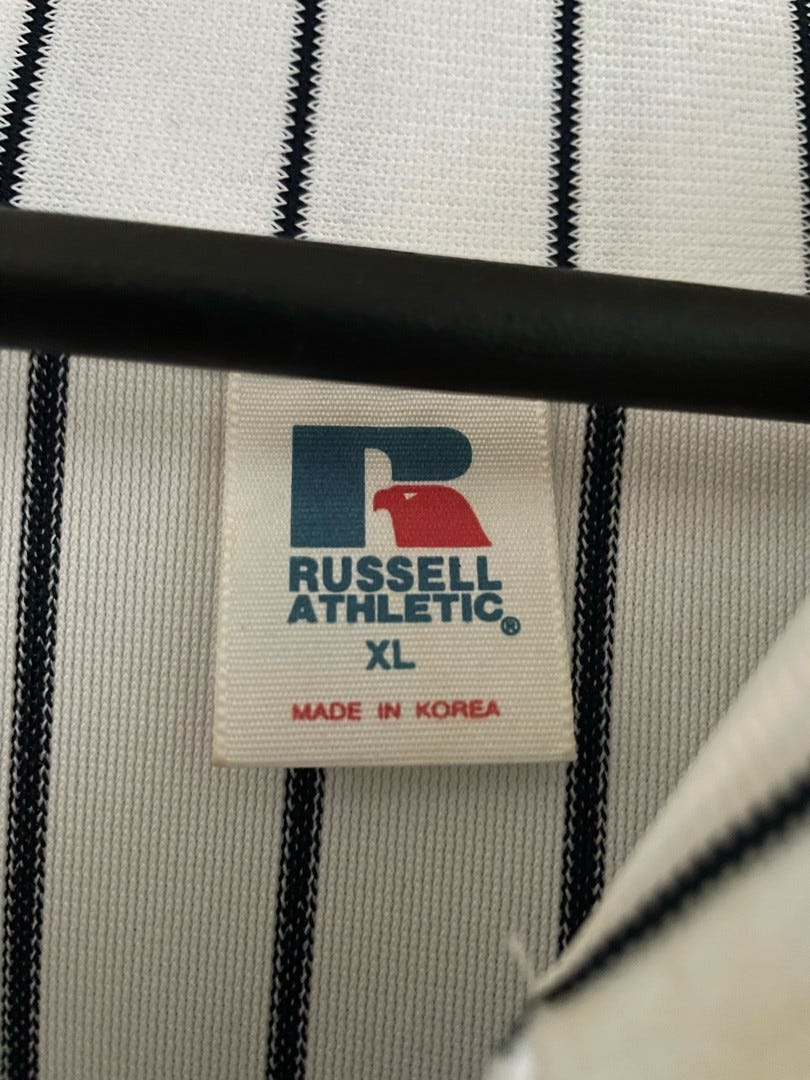 RUSSELL
ATHLETIC®
XL
MADE IN KOREA